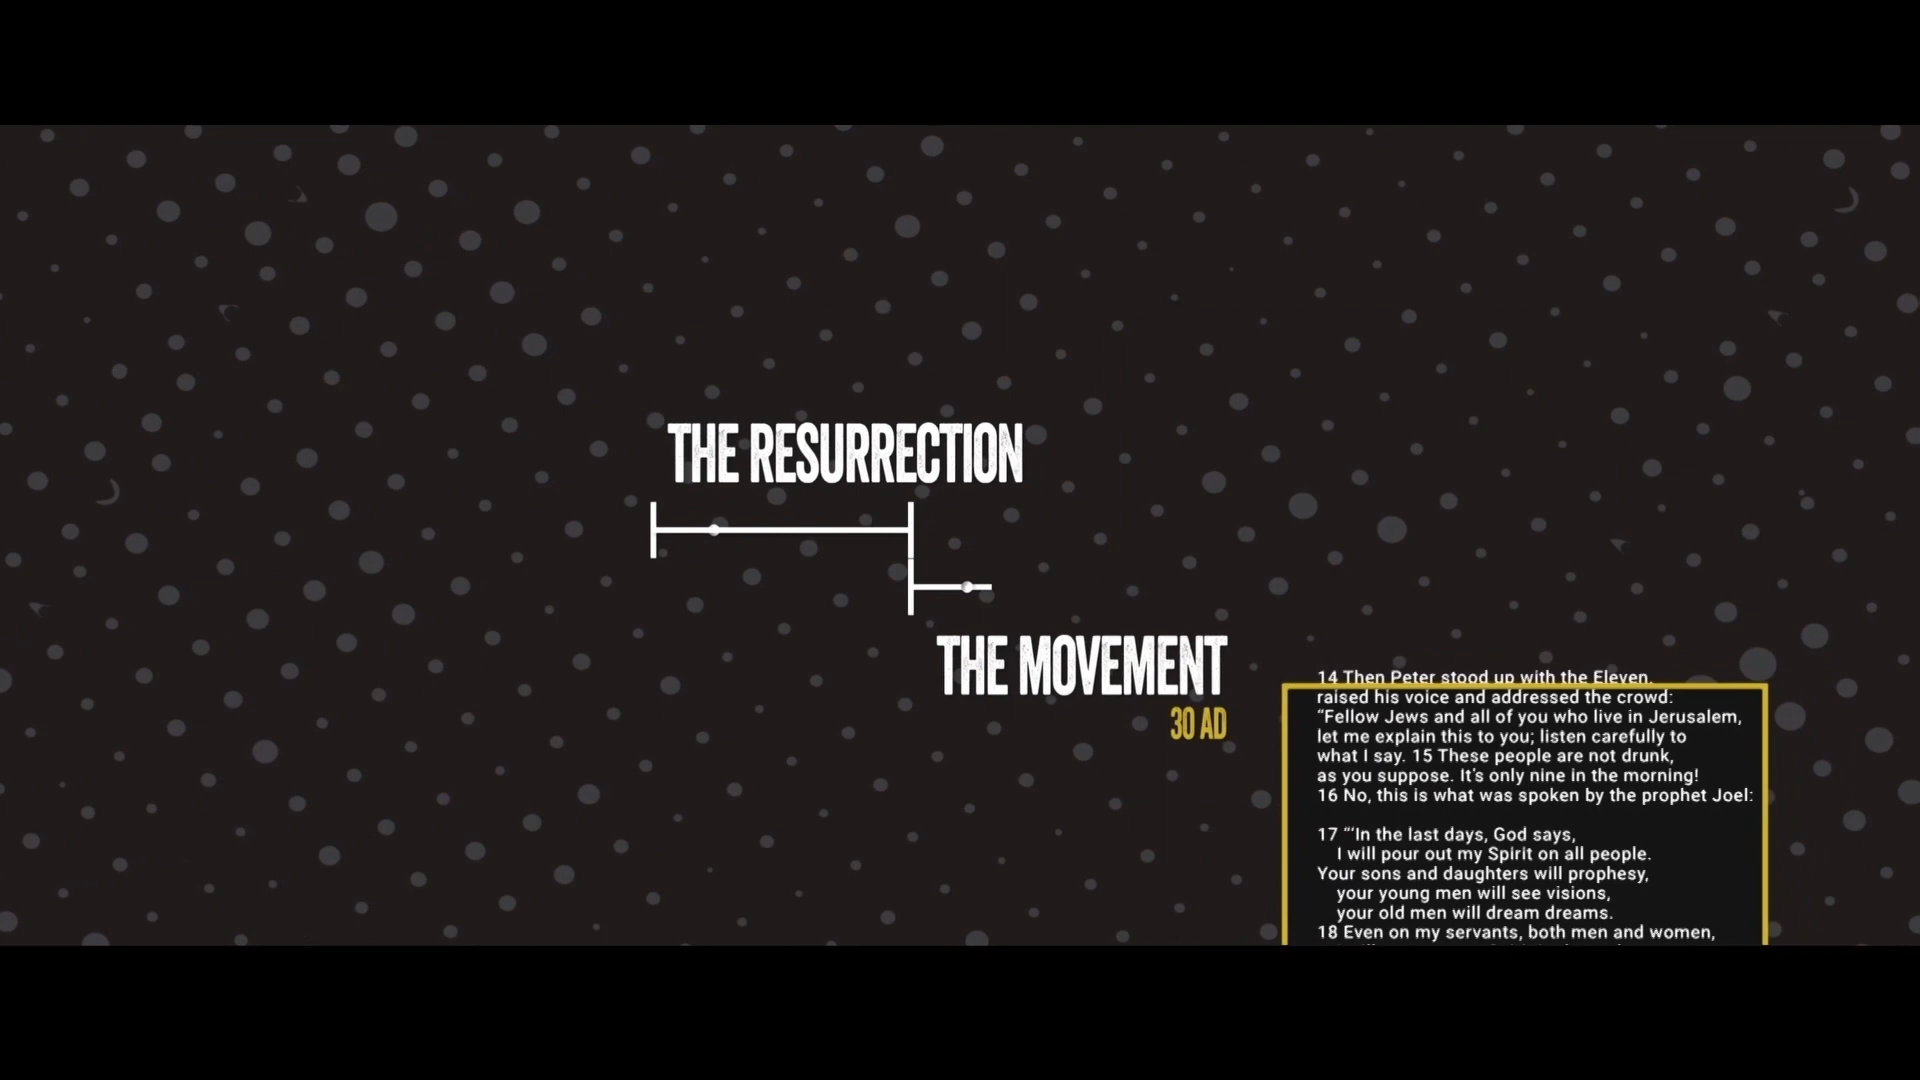 THE RESURRECTION
THE MOVEMENT
30 AD
14 Then Peter stood up with the Eleven,
raised his voice and addressed the crowd:
“Fellow Jews and all of you who live in Jerusalem,
let me explain this to you; listen carefully to
what I say. 15 These people are not drunk,
as you suppose. It's only nine in the morning!
16 No, this is what was spoken by the prophet Joel:
17 “‘In the last days, God says,
I will pour out my Spirit on all people.
Your sons and daughters will prophesy,
your young men will see visions,
your old men will dream dreams.
18 Even on my servants, both men and women,